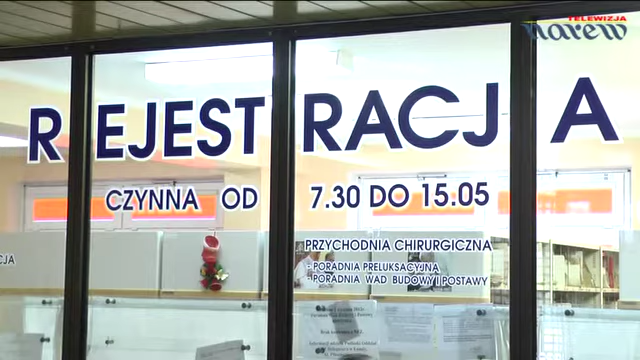 TELEWIZJA
narew
REJESTRACJA
CZYNNA OD 7.30 DO 15.05
PRZYCHODNIA CHIRURGICZNA
- PORADNIA PRELUKSACYJNA
- PORADNIA WAD BUDOWY I POSTAWY
CJA